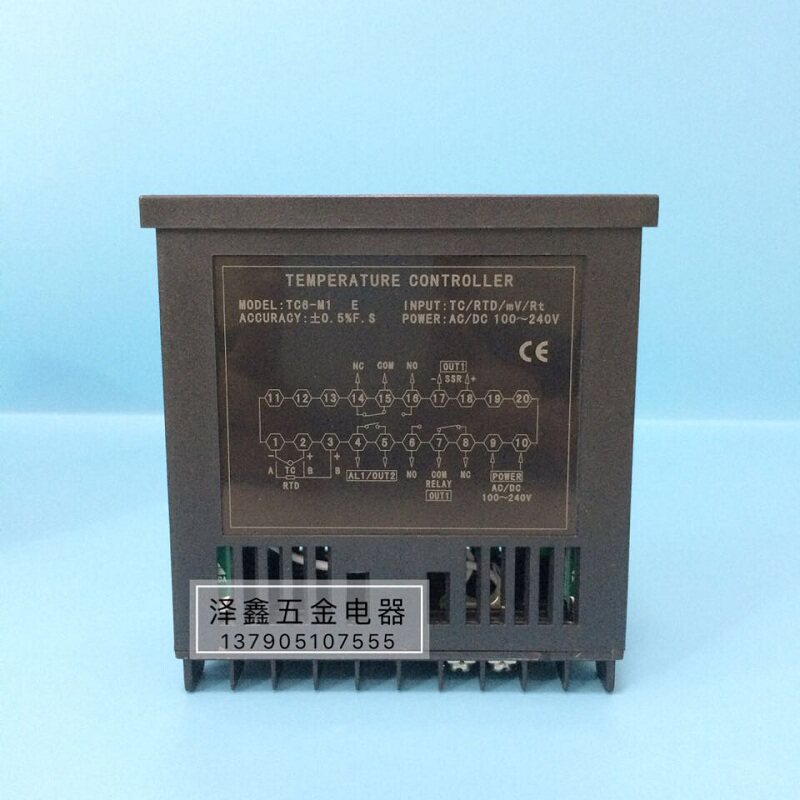 TEMPERATURE CONTROLLER
MODEL:TC6-M1 E INPUT:TC/RTD/mV/Rt
ACCURACY:±0.5%F.S POWER:AC/DC 100~240V
CE
NC COM NO OUT1
- SSR +
11 12 13 14 15 16 17 18 19 20
1 2 3 4 5 6 7 8 9 10
- + +
A TC B B AL1/OUT2 NO COM NC POWER
RTD RELAY AC/DC
OUT1 100~240V
泽鑫五金电器
137905107555